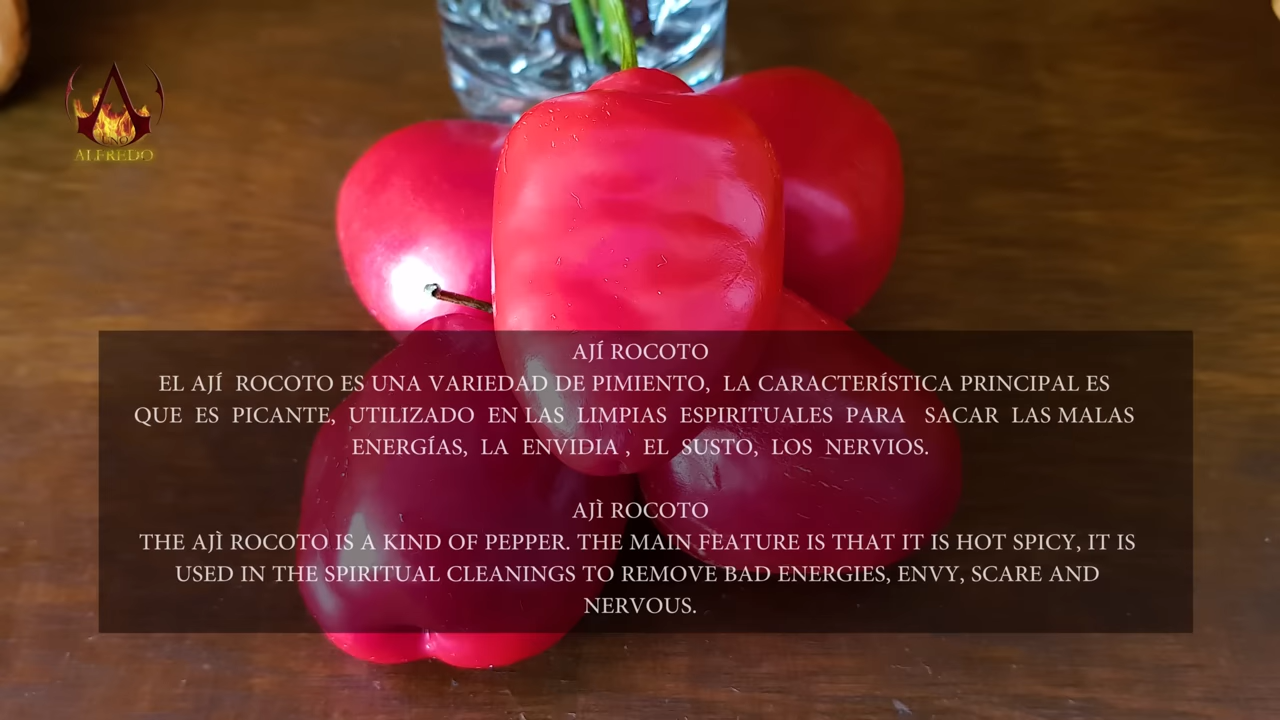 UNO
ALFREDO
AJÍ ROCOTO
EL AJÍ ROCOTO ES UNA VARIEDAD DE PIMIENTO, LA CARACTERÍSTICA PRINCIPAL ES
QUE ES PICANTE, UTILIZADO EN LAS LIMPIAS ESPIRITUALES PARA SACAR LAS MALAS
ENERGÍAS, LA ENVIDIA , EL SUSTO, LOS NERVIOS.
AJÌ ROCOTO
THE AJÌ ROCOTO IS A KIND OF PEPPER. THE MAIN FEATURE IS THAT IT IS HOT SPICY, IT IS
USED IN THE SPIRITUAL CLEANINGS TO REMOVE BAD ENERGIES, ENVY, SCARE AND
NERVOUS.